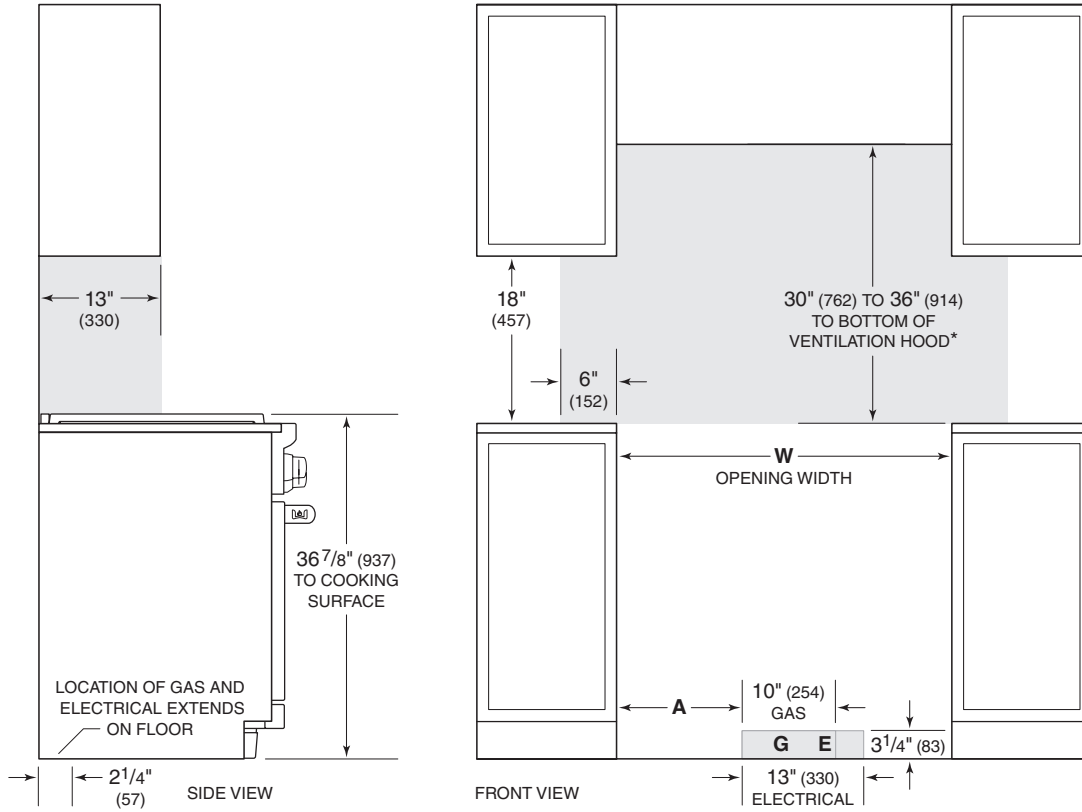 13"
(330)
36 7/8" (937)
TO COOKING
SURFACE
LOCATION OF GAS AND
ELECTRICAL EXTENDS
ON FLOOR
2 1/4"
(57)
SIDE VIEW
18"
(457)
30" (762) TO 36" (914)
TO BOTTOM OF
VENTILATION HOOD*
6"
(152)
W
OPENING WIDTH
A
10" (254)
GAS
G E
3 1/4" (83)
13" (330)
ELECTRICAL
FRONT VIEW